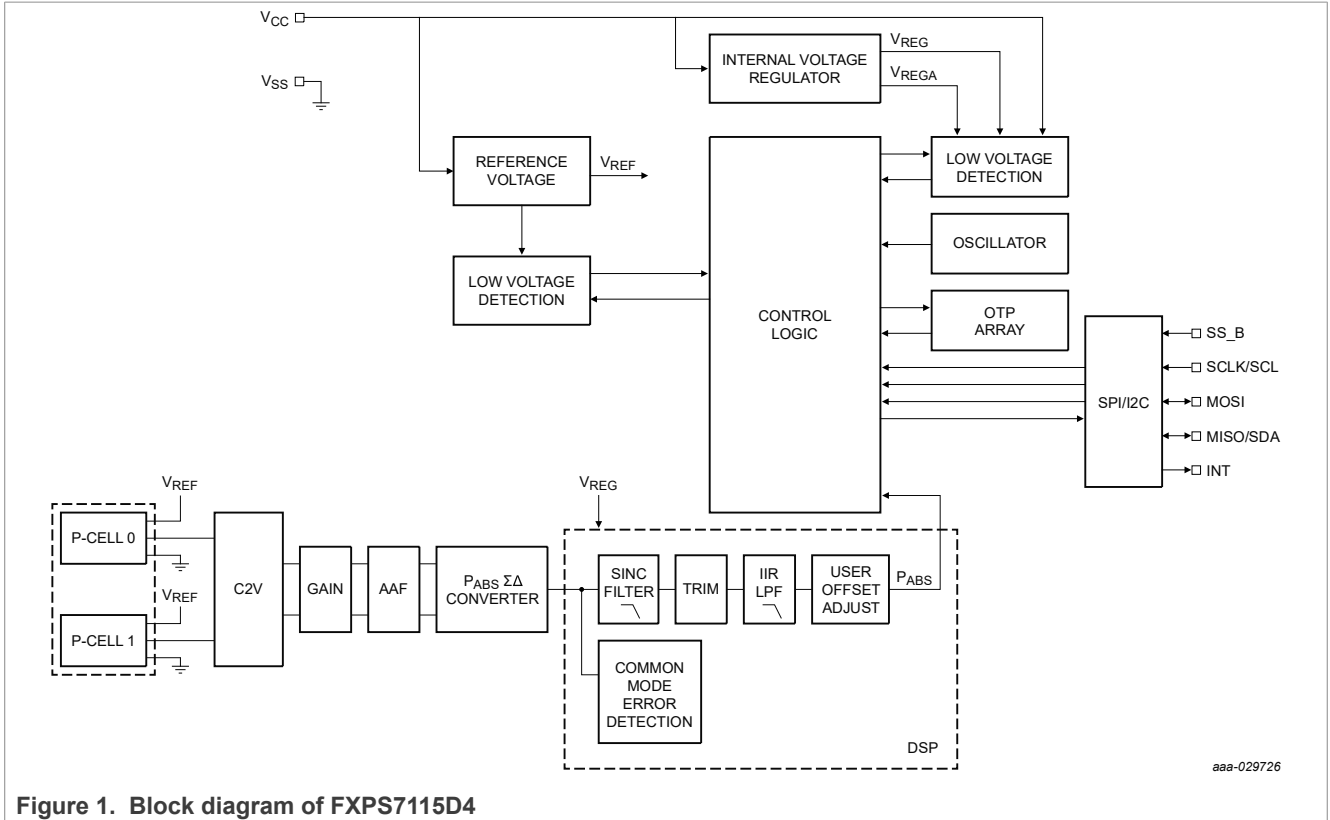 VCC
VSS
INTERNAL VOLTAGE
REGULATOR
VREG
VREGA
REFERENCE
VOLTAGE
VREF
LOW VOLTAGE
DETECTION
CONTROL
LOGIC
LOW VOLTAGE
DETECTION
OSCILLATOR
OTP
ARRAY
SPI/I2C
SS_B
SCLK/SCL
MOSI
MISO/SDA
INT
VREF
P-CELL 0
VREF
P-CELL 1
C2V
GAIN
AAF
PABS ΣΔ
CONVERTER
VREG
SINC
FILTER
TRIM
IIR
LPF
USER
OFFSET
ADJUST
PABS
COMMON
MODE
ERROR
DETECTION
DSP
aaa-029726
Figure 1. Block diagram of FXPS7115D4